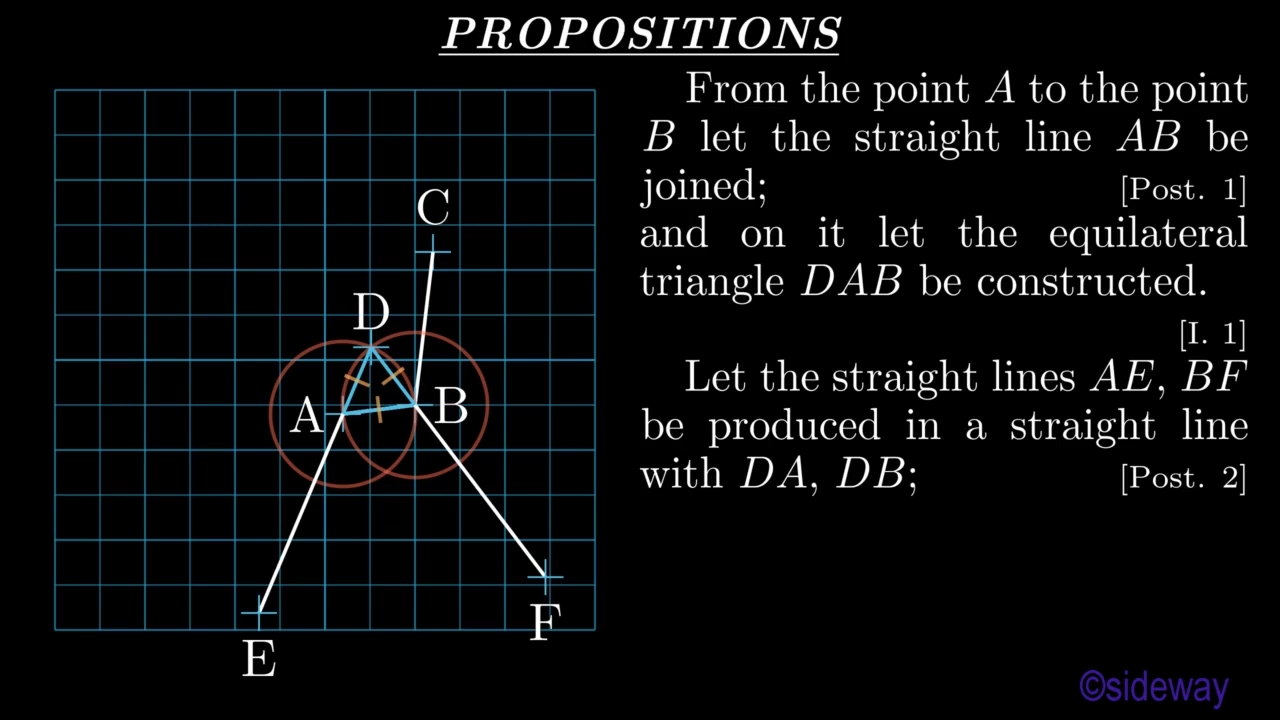 PROPOSITIONS
From the point A to the point
B let the straight line AB be
joined; [Post. 1]
and on it let the equilateral
triangle DAB be constructed.
[I. 1]
Let the straight lines AE, BF
be produced in a straight line
with DA, DB; [Post. 2]
C
D
A
B
F
E
©sideway